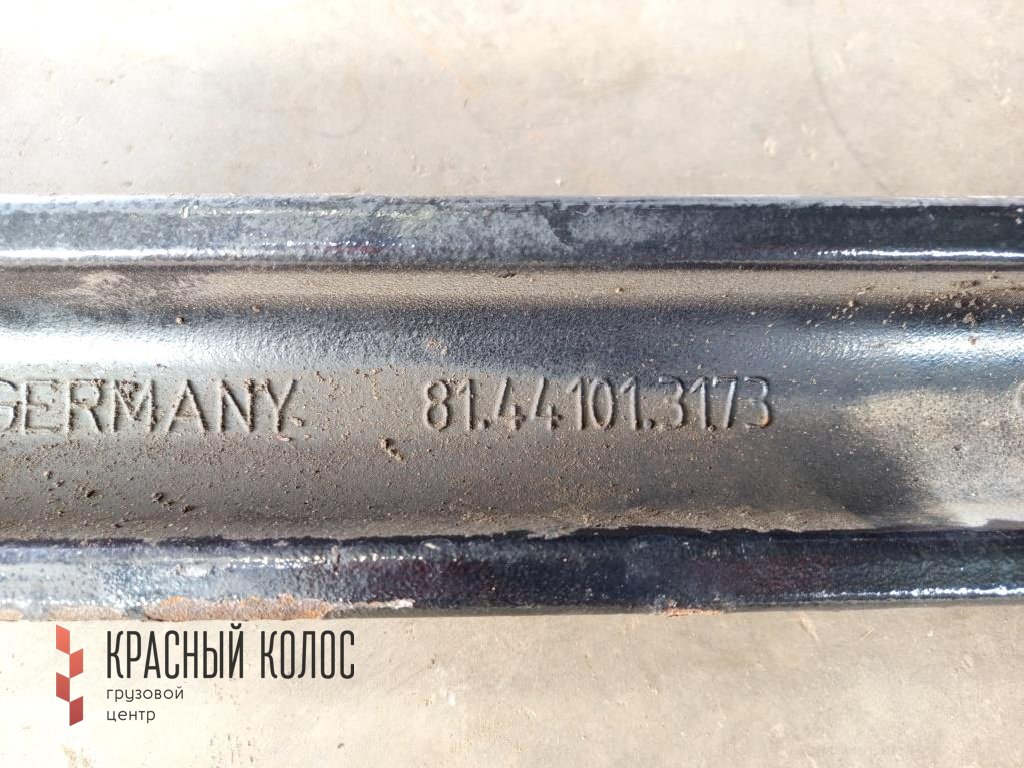 GERMANY 81.44101.3173
КРАСНЫЙ КОЛОС
грузовой
центр